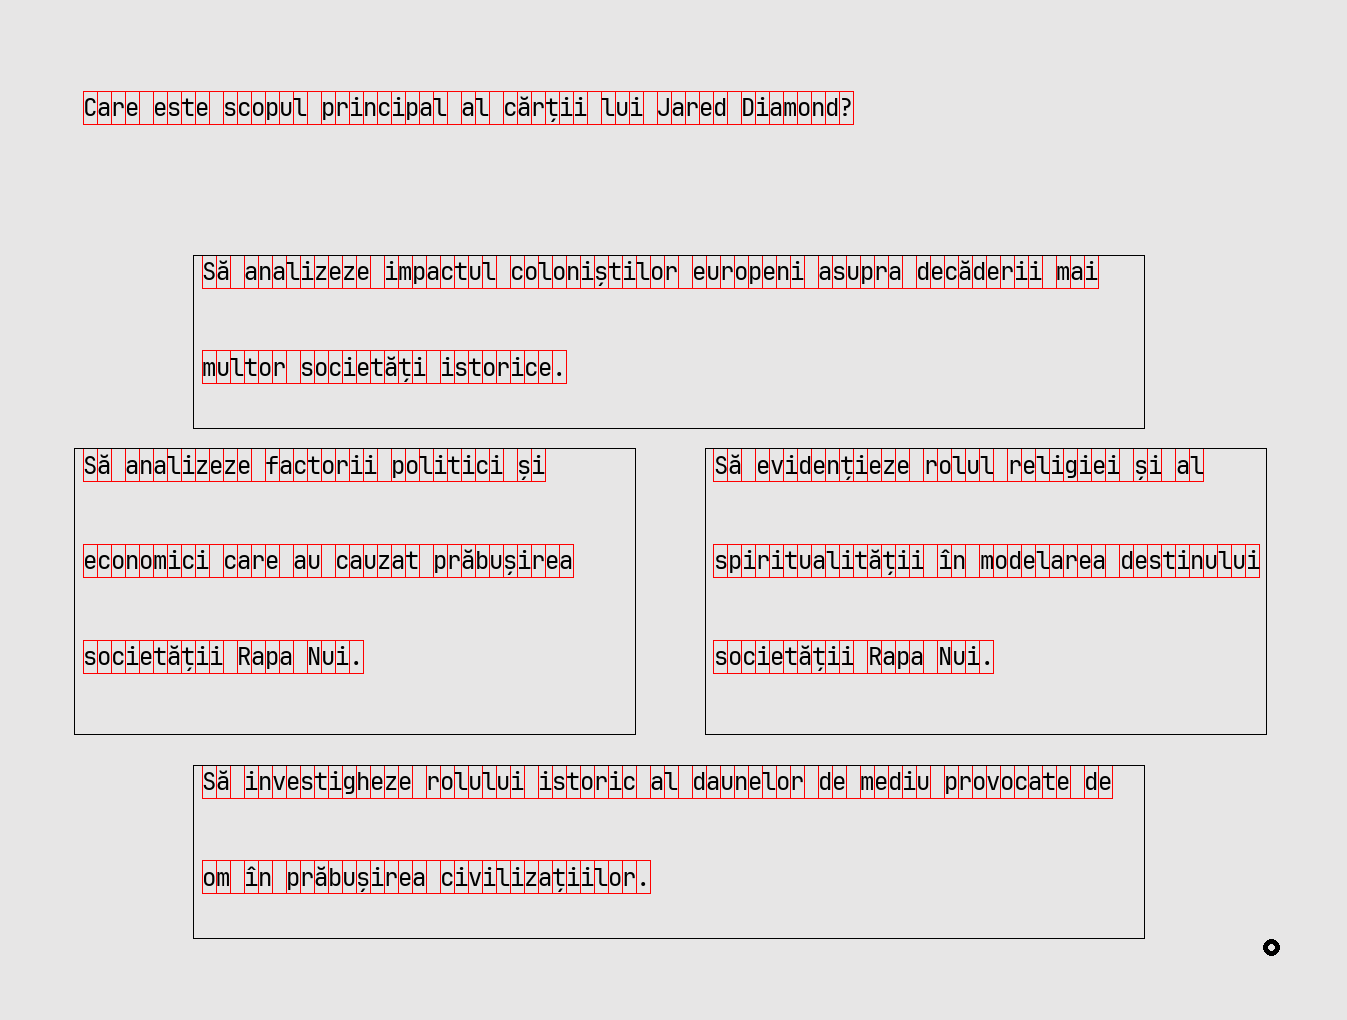 Care este scopul principal al cărții lui Jared Diamond?
Să analizeze impactul coloniștilor europeni asupra decăderii mai
multor societăți istorice.
Să analizeze factorii politici și
economici care au cauzat prăbușirea
societății Rapa Nui.
Să evidențieze rolul religiei și al
spiritualității în modelarea destinului
societății Rapa Nui.
Să investigheze rolului istoric al daunelor de mediu provocate de
om în prăbușirea civilizațiilor.